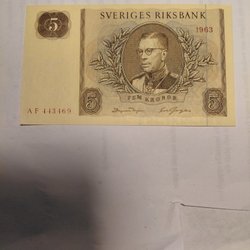 SVERIGES RIKSBANK
5
1963
FEM KRONOR
AF 443469
5